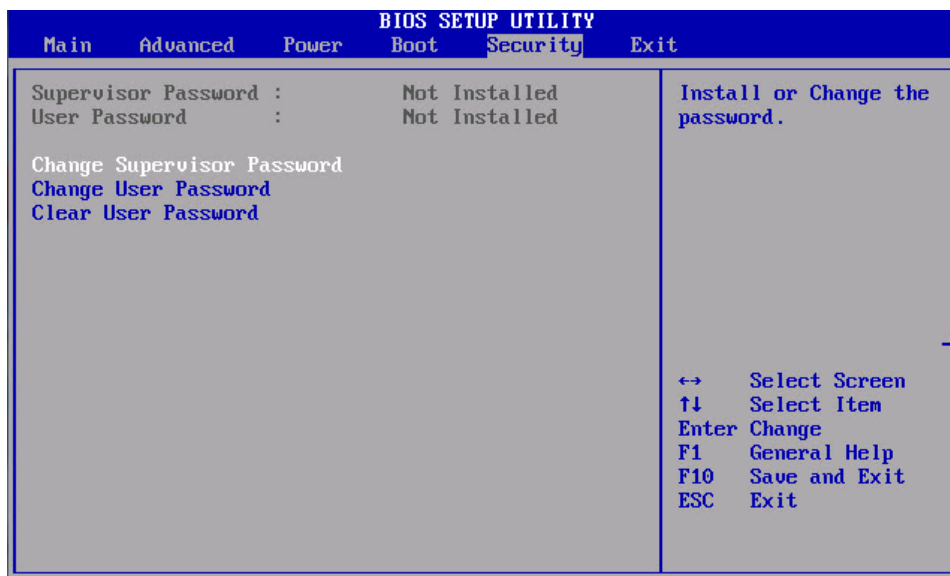 BIOS SETUP UTILITY
Main Advanced Power Boot Security Exit
Supervisor Password : Not Installed
User Password : Not Installed
Change Supervisor Password
Change User Password
Clear User Password
Install or Change the
password.
↔ Select Screen
↑↓ Select Item
Enter Change
F1 General Help
F10 Save and Exit
ESC Exit